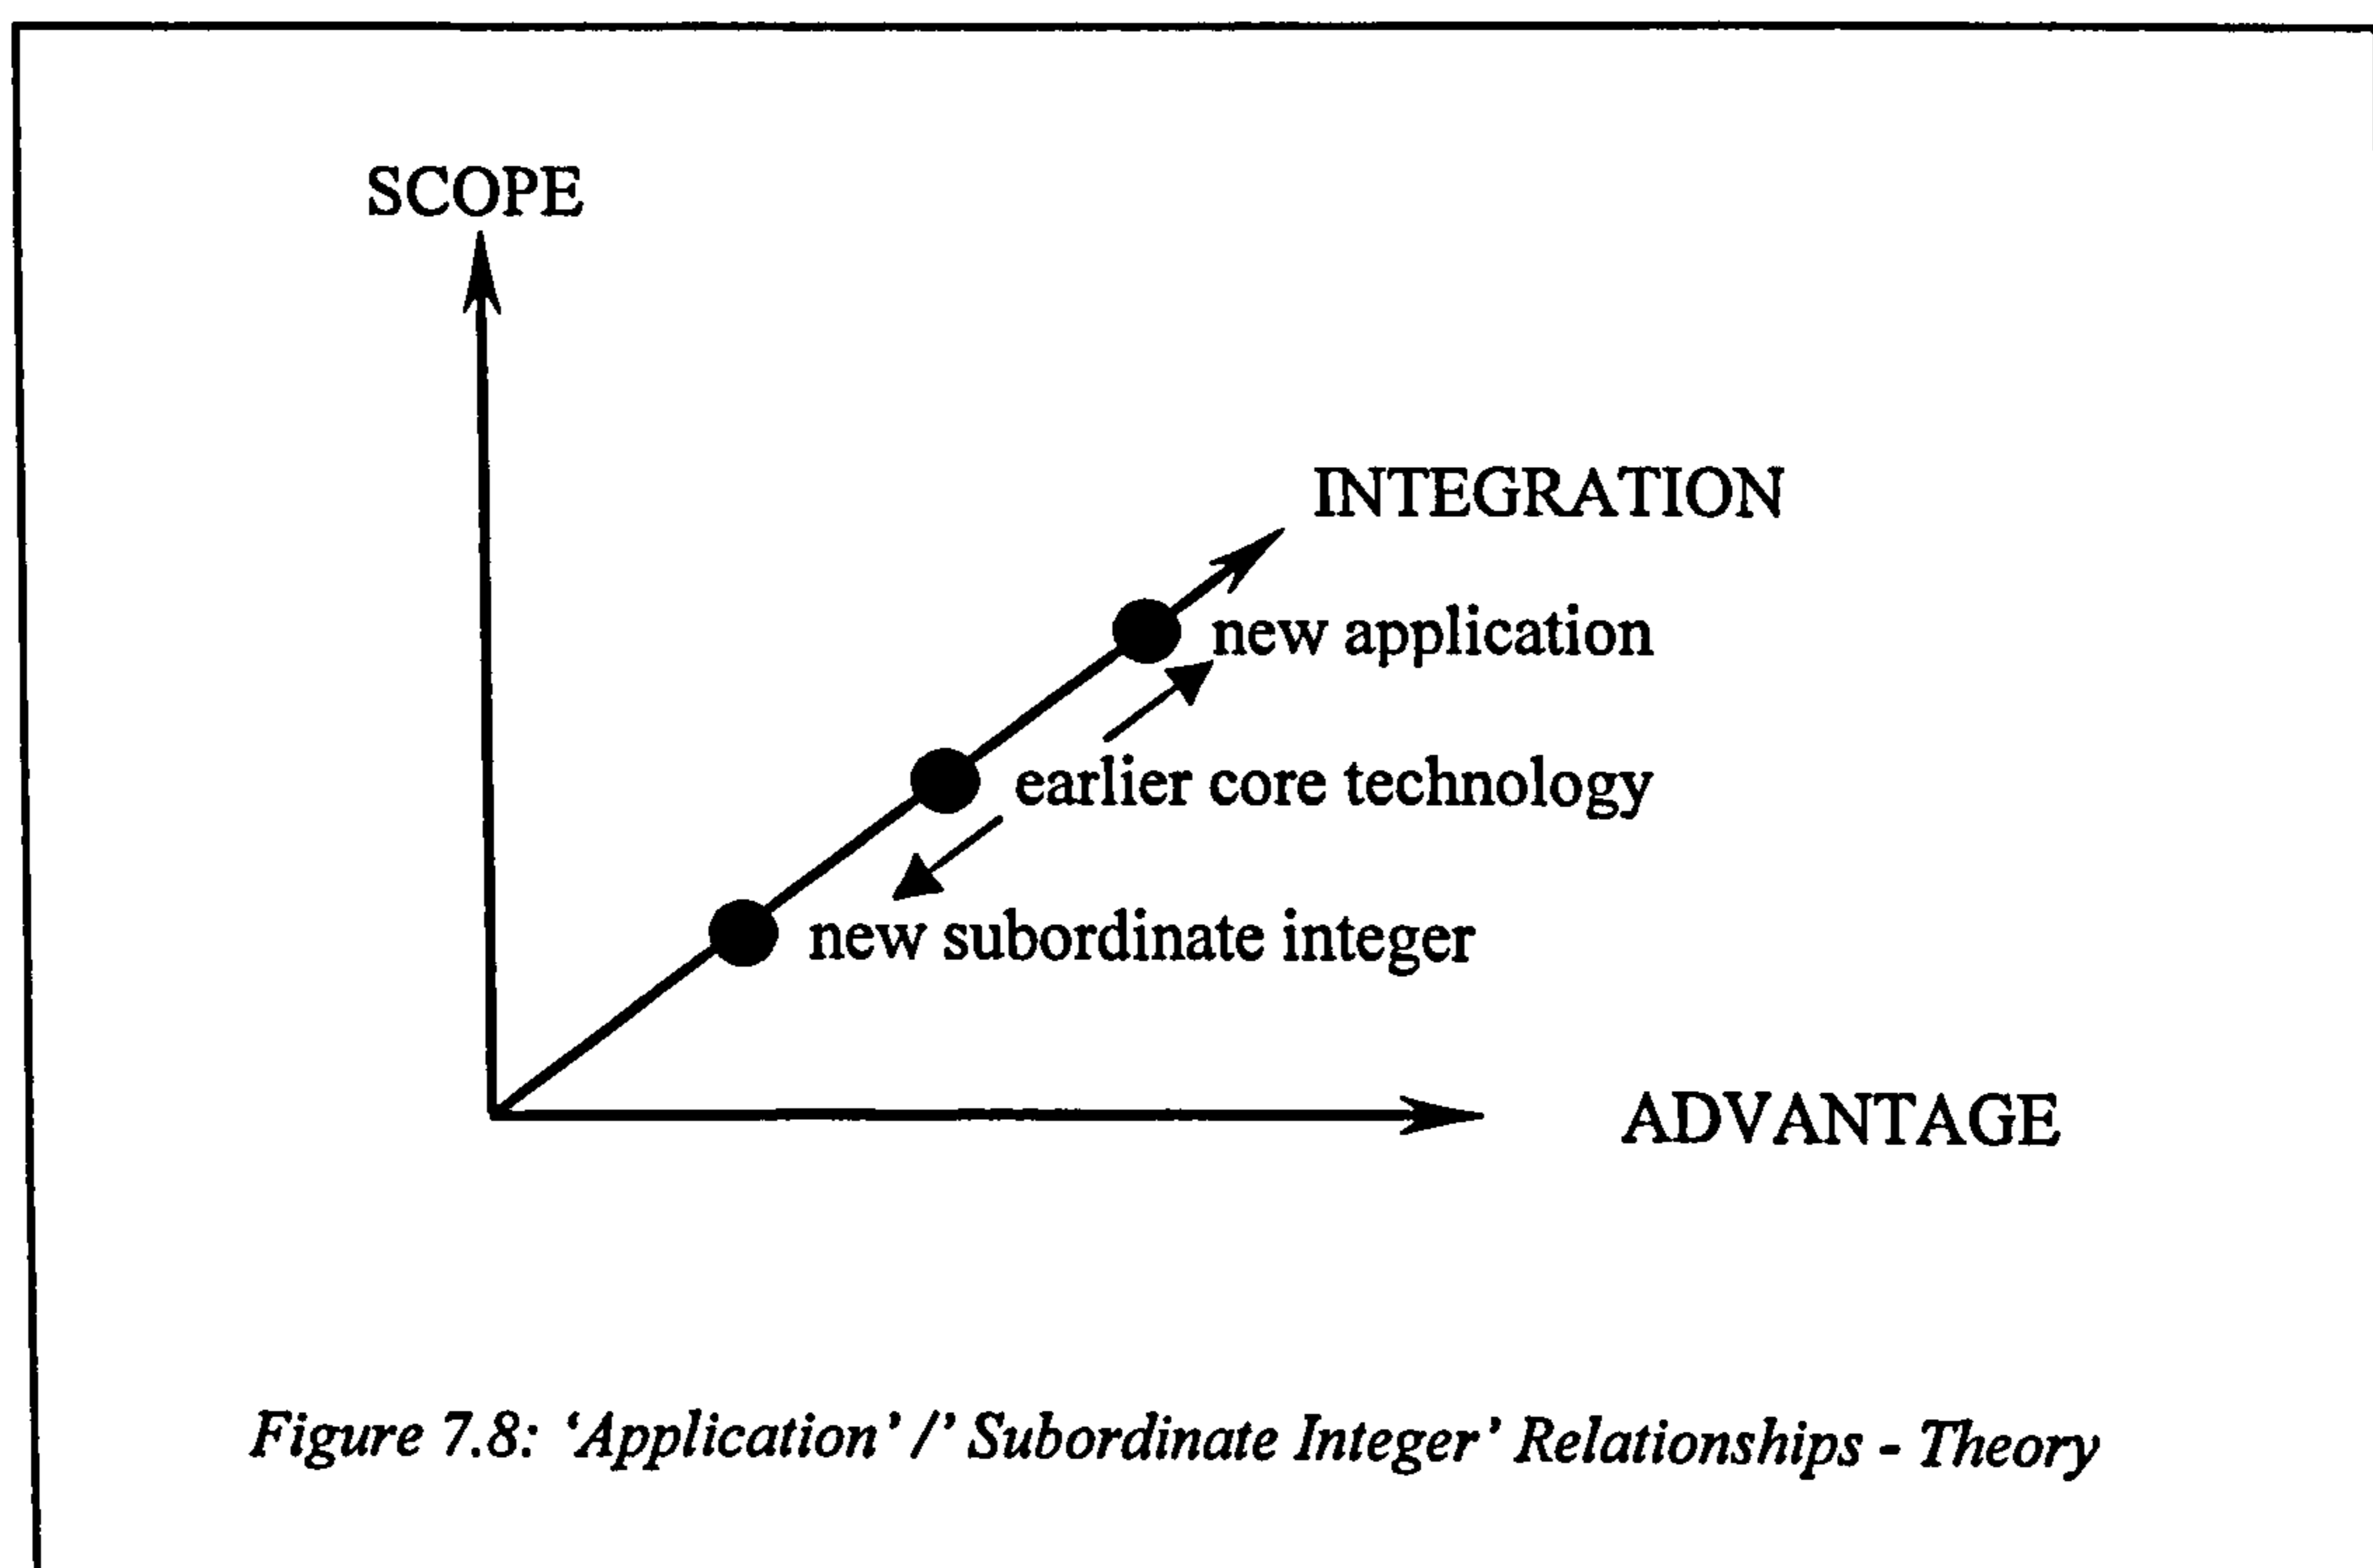 SCOPE
INTEGRATION
new application
earlier core technology
new subordinate integer
ADVANTAGE
Figure 7.8: ‘Application’ /’ Subordinate Integer’ Relationships - Theory